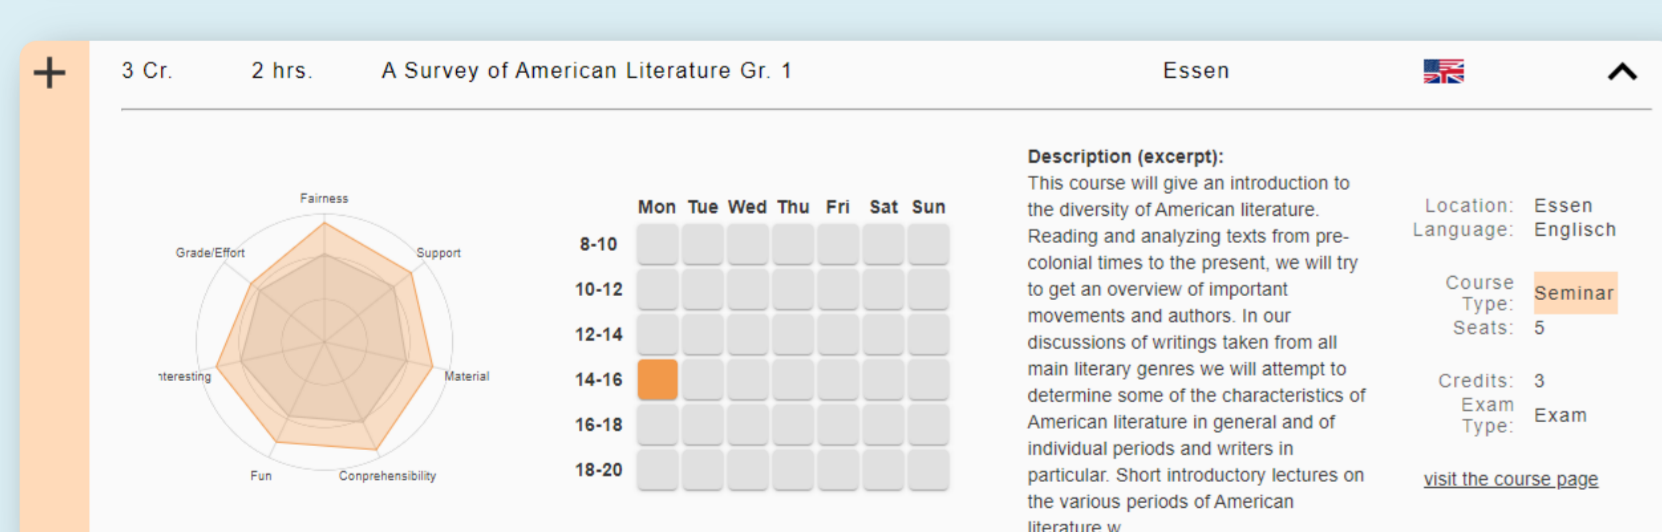 3 Cr. 2 hrs. A Survey of American Literature Gr. 1 Essen
Fairness
Grade/Effort
Support
nteresting
Material
Fun
Conprehensibility
Mon Tue Wed Thu Fri Sat Sun
8-10
10-12
12-14
14-16
16-18
18-20
Description (excerpt):
This course will give an introduction to
the diversity of American literature.
Reading and analyzing texts from pre-
colonial times to the present, we will try
to get an overview of important
movements and authors. In our
discussions of writings taken from all
main literary genres we will attempt to
determine some of the characteristics of
American literature in general and of
individual periods and writers in
particular. Short introductory lectures on
the various periods of American
literature w
Location: Essen
Language: Englisch
Course
Type: Seminar
Seats: 5
Credits: 3
Exam
Type: Exam
visit the course page